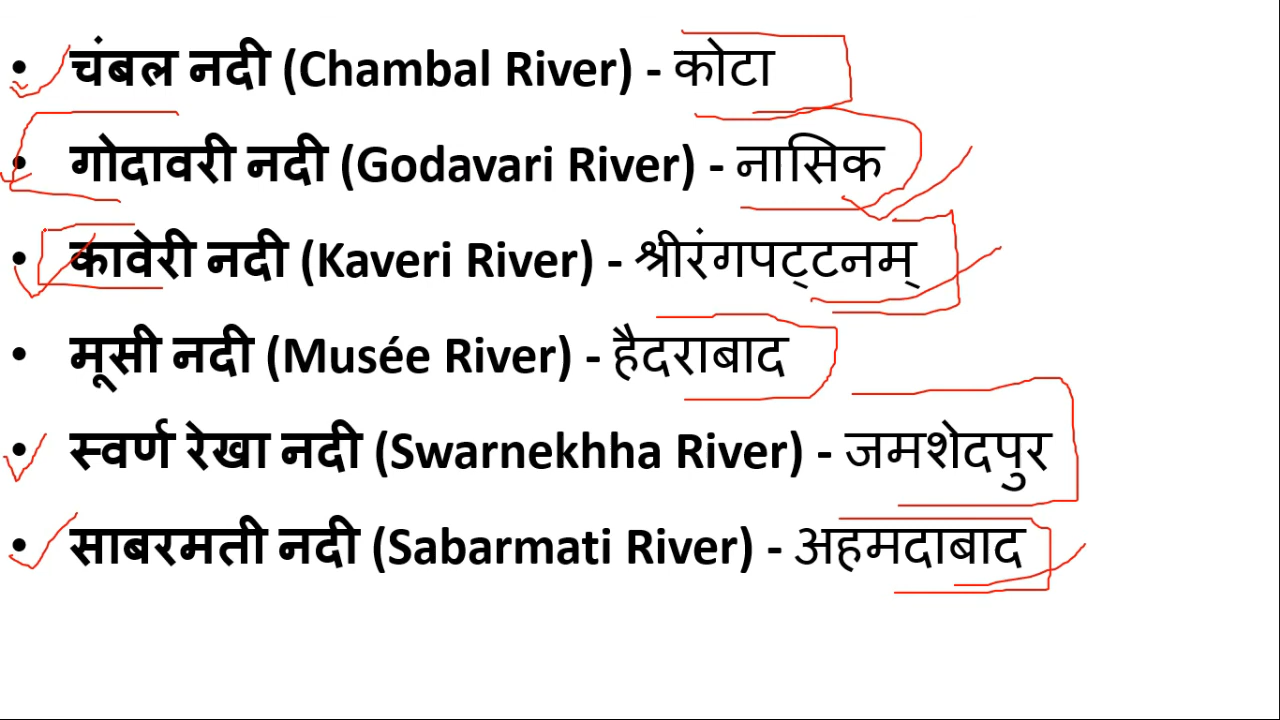 • चंबल नदी (Chambal River) - कोटा
• गोदावरी नदी (Godavari River) - नासिक
• कावेरी नदी (Kaveri River) - श्रीरंगपट्टनम्
• मूसी नदी (Musée River) - हैदराबाद
• स्वर्ण रेखा नदी (Swarnekhha River) - जमशेदपुर
• साबरमती नदी (Sabarmati River) - अहमदाबाद